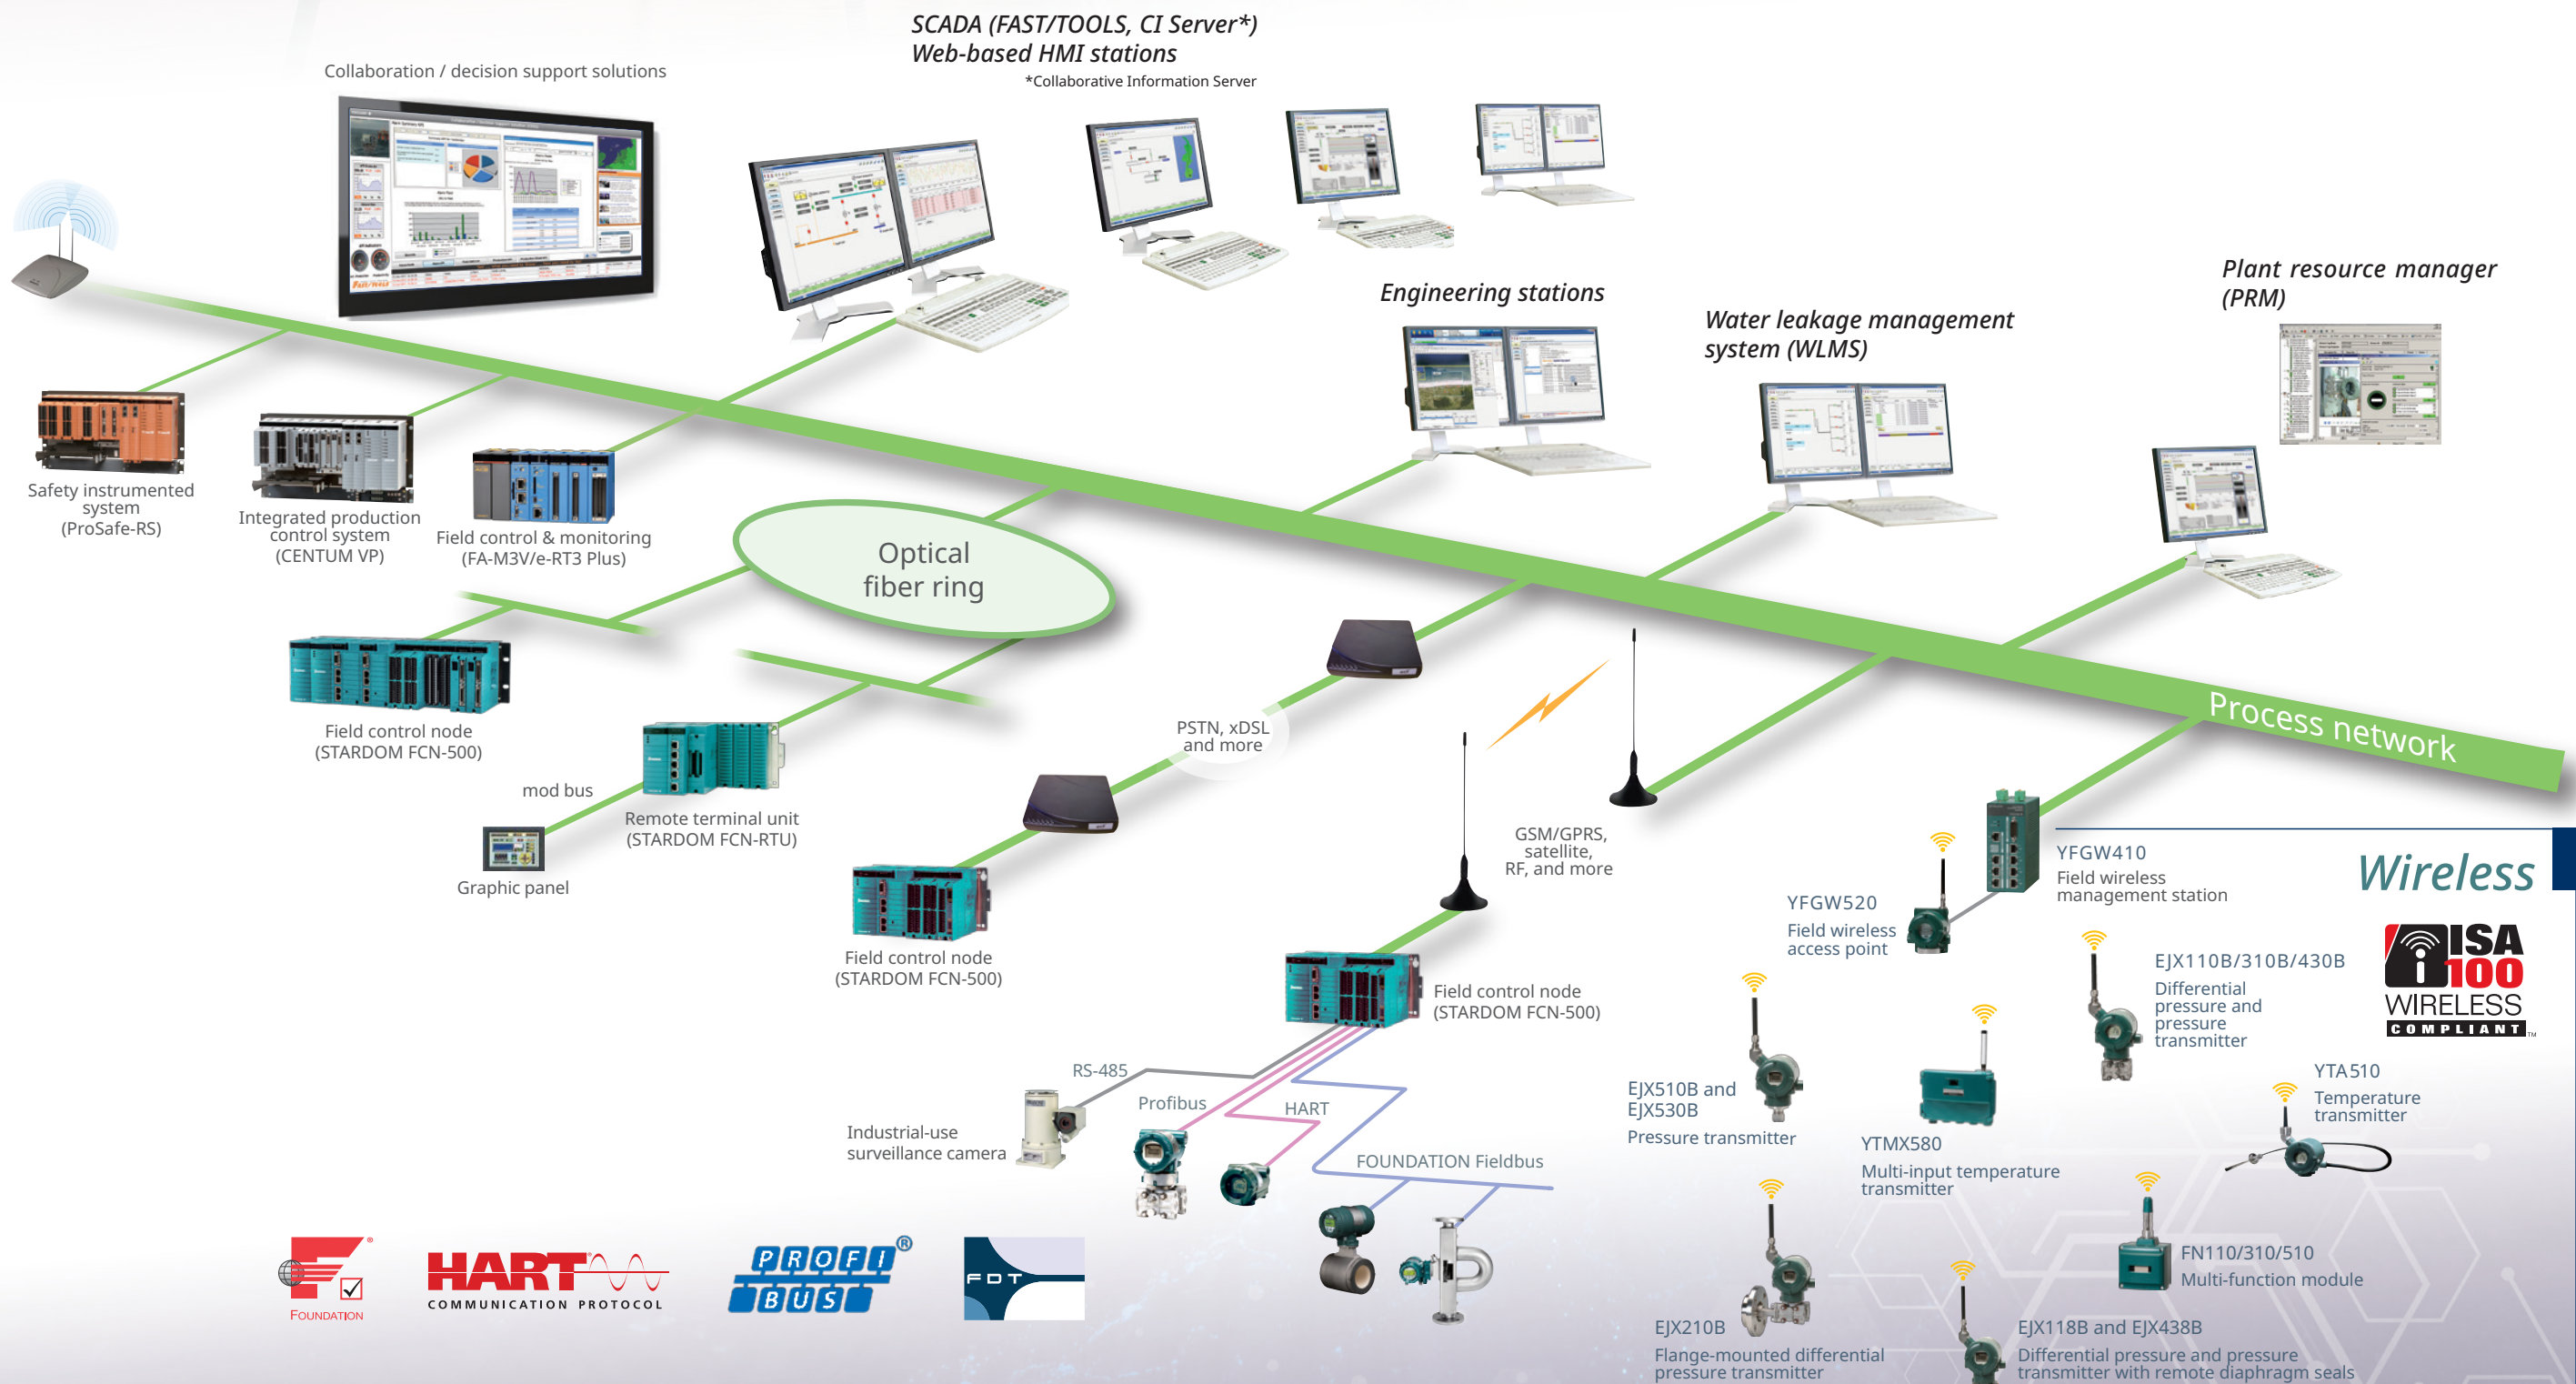 SCADA (FAST/TOOLS, CI Server*)
Web-based HMI stations
*Collaborative Information Server
Collaboration / decision support solutions
FAST/TOOLS
Engineering stations
Water leakage management
system (WLMS)
Plant resource manager
(PRM)
Safety instrumented
system
(ProSafe-RS)
Integrated production
control system
(CENTUM VP)
Field control & monitoring
(FA-M3V/e-RT3 Plus)
Optical
fiber ring
Process network
Field control node
(STARDOM FCN-500)
mod bus
Remote terminal unit
(STARDOM FCN-RTU)
Graphic panel
PSTN, xDSL
and more
Field control node
(STARDOM FCN-500)
GSM/GPRS,
satellite,
RF, and more
Field control node
(STARDOM FCN-500)
RS-485
Profibus
HART
FOUNDATION Fieldbus
Industrial-use
surveillance camera
Wireless
YFGW410
Field wireless
management station
YFGW520
Field wireless
access point
EJX110B/310B/430B
Differential
pressure and
pressure
transmitter
ISA
100
WIRELESS
COMPLIANT
TM
EJX510B and
EJX530B
Pressure transmitter
YTMX580
Multi-input temperature
transmitter
YTA510
Temperature
transmitter
FN110/310/510
Multi-function module
EJX210B
Flange-mounted differential
pressure transmitter
EJX118B and EJX438B
Differential pressure and pressure
transmitter with remote diaphragm seals
F ®
FOUNDATION
HART®
COMMUNICATION PROTOCOL
PROFI ®
BUS
FDT